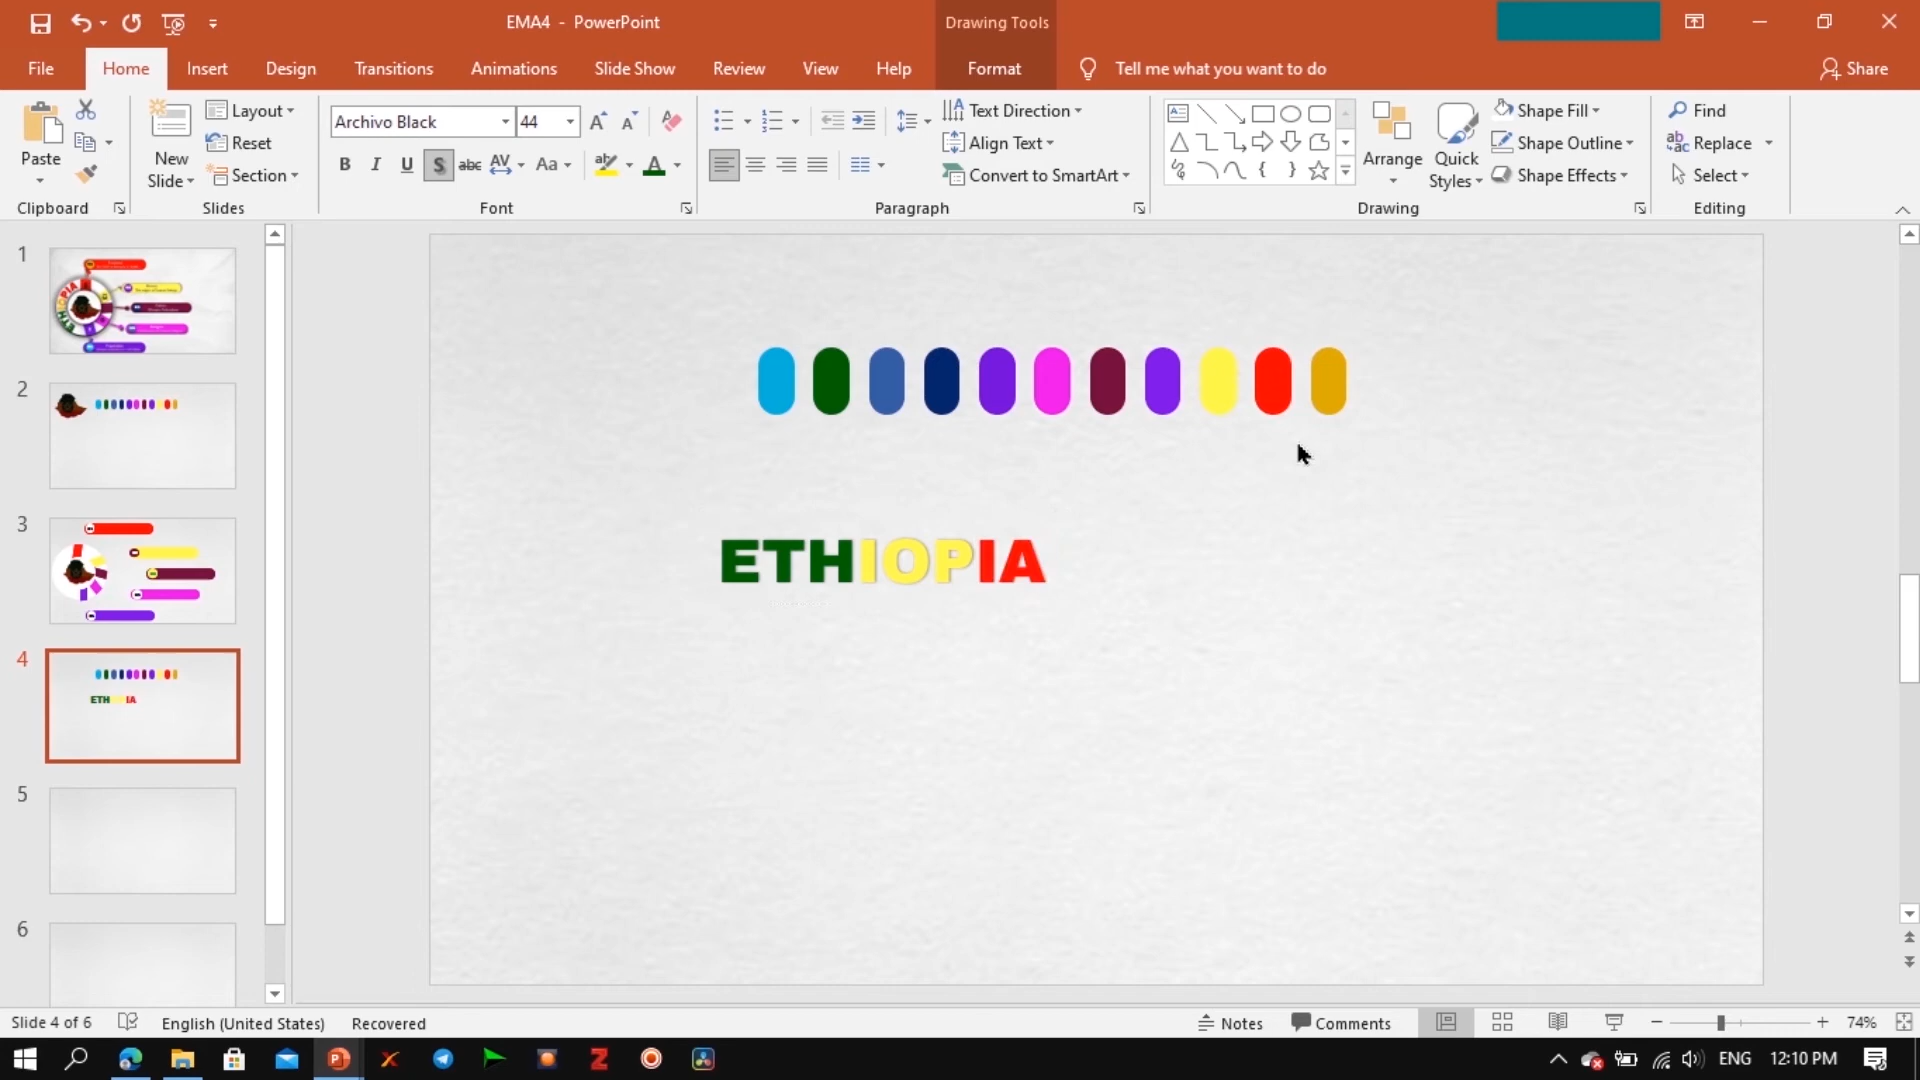 EMA4 - PowerPoint
Drawing Tools
File
Home
Insert
Design
Transitions
Animations
Slide Show
Review
View
Help
Format
Tell me what you want to do
Share
Paste
New
Slide
Layout
Reset
Section
Archivo Black
44
Text Direction
Align Text
Convert to SmartArt
Arrange
Quick
Styles
Shape Fill
Shape Outline
Shape Effects
Find
Replace
Select
Clipboard
Slides
Font
Paragraph
Drawing
Editing
1
ETHIOPIA
2
3
4
ETHIOPIA
5
6
ETHIOPIA
Slide 4 of 6
English (United States)
Recovered
Notes
Comments
74%
ENG
12:10 PM